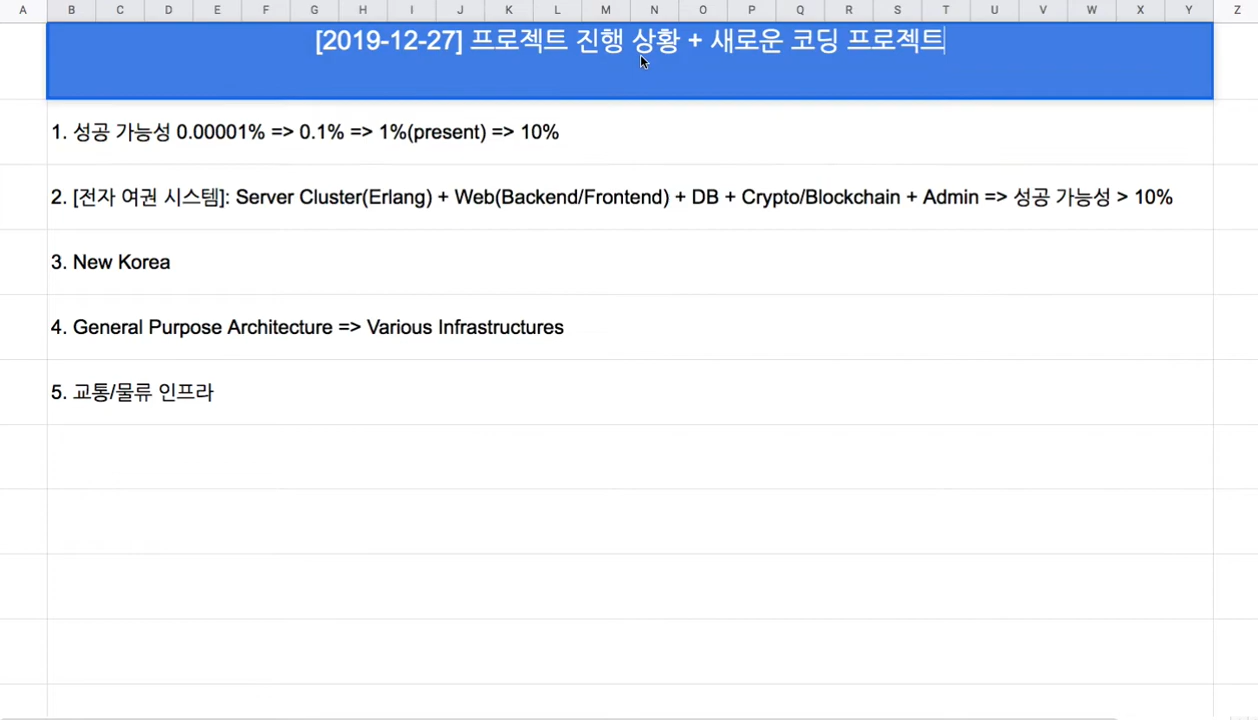 A B C D E F G H I J K L M N O P Q R S T U V W X Y Z
[2019-12-27] 프로젝트 진행 상황 + 새로운 코딩 프로젝트
1. 성공 가능성 0.00001% => 0.1% => 1%(present) => 10%
2. [전자 여권 시스템]: Server Cluster(Erlang) + Web(Backend/Frontend) + DB + Crypto/Blockchain + Admin => 성공 가능성 > 10%
3. New Korea
4. General Purpose Architecture => Various Infrastructures
5. 교통/물류 인프라